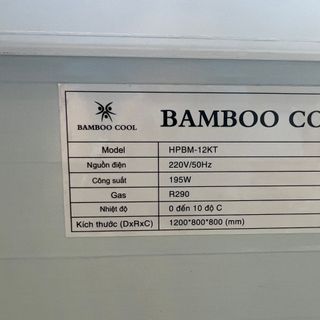 BAMBOO COOL
BAMBOO CO
Model HPBM-12KT
Nguồn điện 220V/50Hz
Công suất 195W
Gas R290
Nhiệt độ 0 đến 10 độ C
Kích thước (DxRxC) 1200*800*800 (mm)